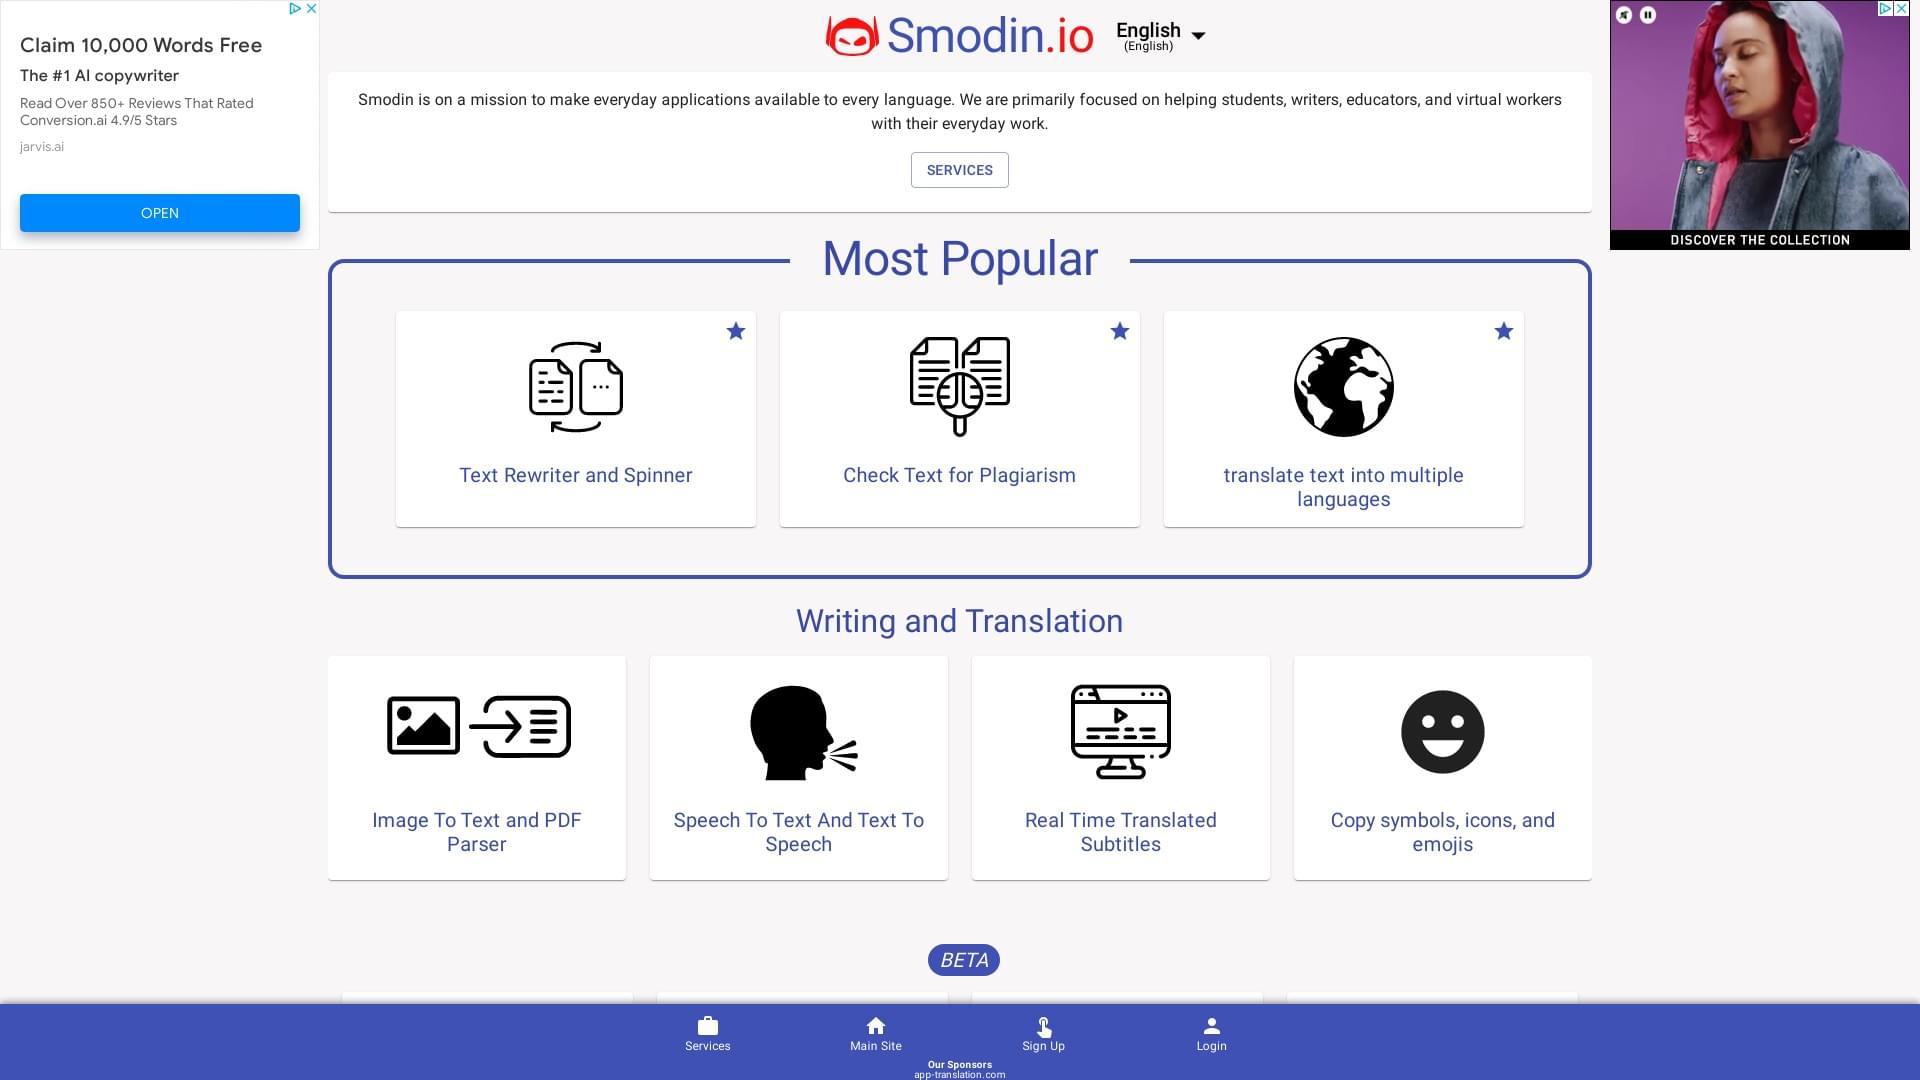 Claim 10,000 Words Free
The #1 AI copywriter
Read Over 850+ Reviews That Rated
Conversion.ai 4.9/5 Stars
jarvis.ai
OPEN
Smodin.io
English
(English)
Smodin is on a mission to make everyday applications available to every language. We are primarily focused on helping students, writers, educators, and virtual workers
with their everyday work.
SERVICES
DISCOVER THE COLLECTION
Most Popular
Text Rewriter and Spinner
Check Text for Plagiarism
translate text into multiple
languages
Writing and Translation
Image To Text and PDF
Parser
Speech To Text And Text To
Speech
Real Time Translated
Subtitles
Copy symbols, icons, and
emojis
BETA
Services
Main Site
Sign Up
Login
Our Sponsors
app-translation.com